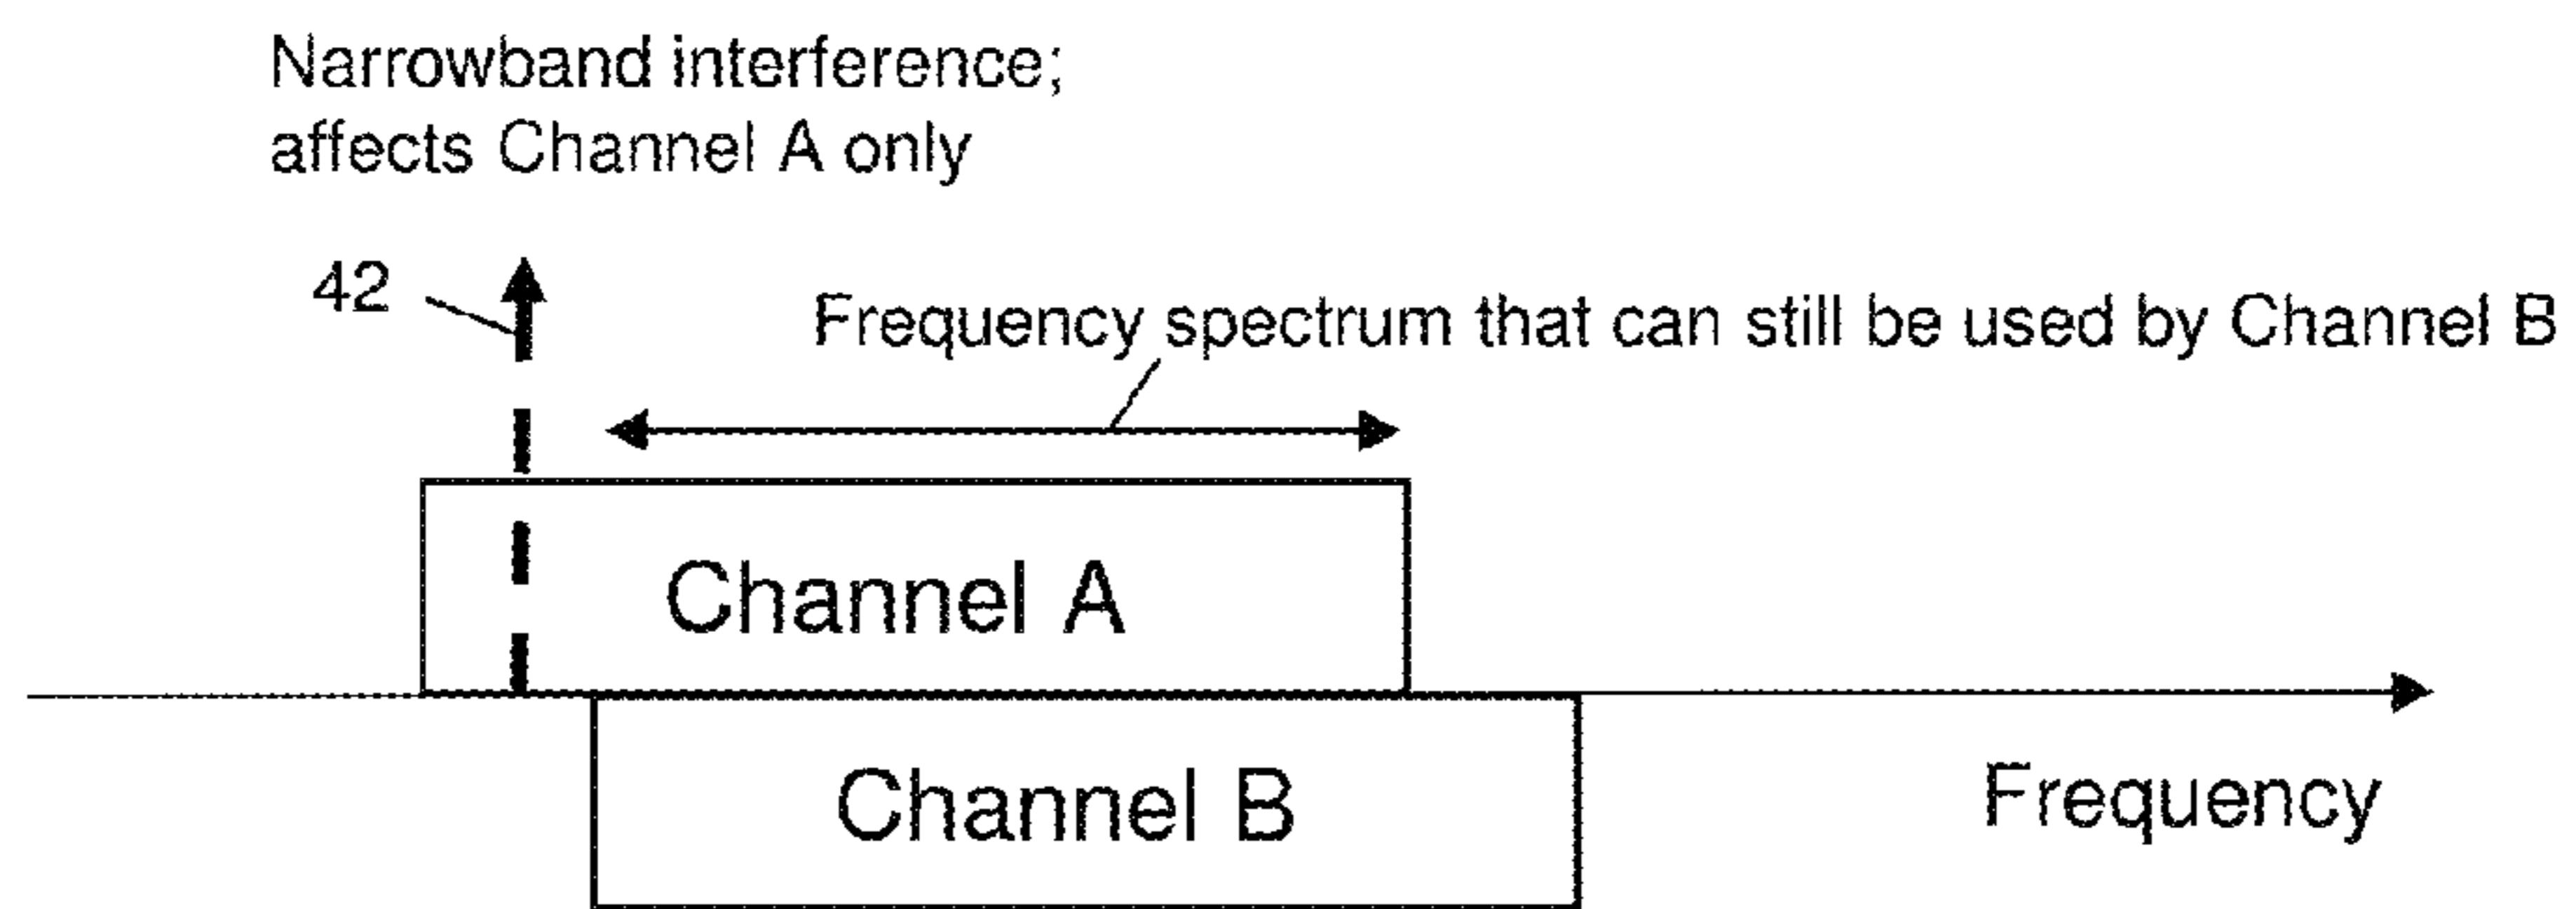 Narrowband interference;
affects Channel A only
42
Frequency spectrum that can still be used by Channel B
Channel A
Channel B
Frequency